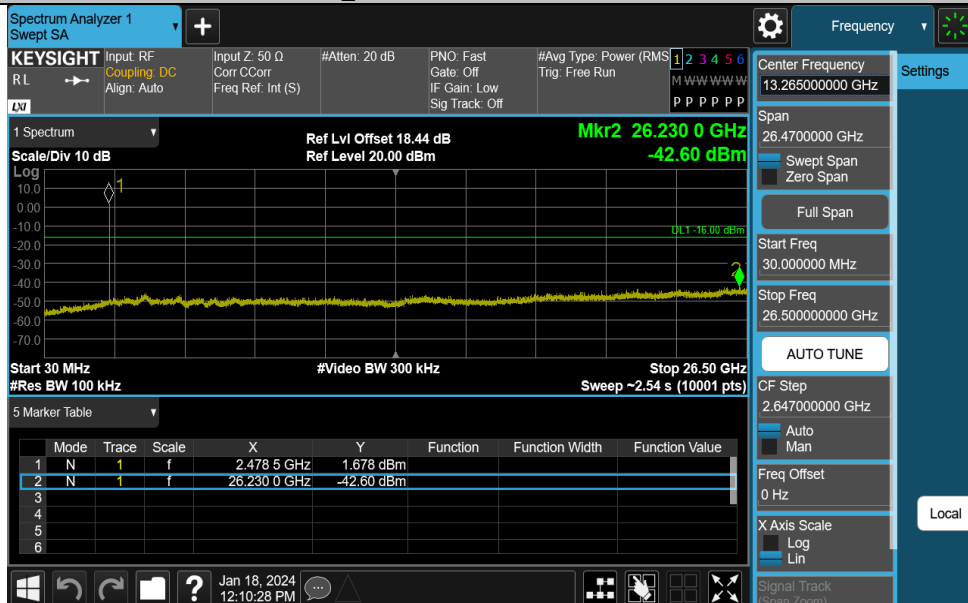 Spectrum Analyzer 1
Swept SA
+
Frequency
KEYSIGHT
RL
LXI
Input: RF
Coupling: DC
Align: Auto
Input Z: 50 Ω
Corr CCorr
Freq Ref: Int (S)
#Atten: 20 dB
PNO: Fast
Gate: Off
IF Gain: Low
Sig Track: Off
#Avg Type: Power (RMS
Trig: Free Run
1 2 3 4 5 6
M W W W W W
P P P P P P
1 Spectrum
Scale/Div 10 dB
Ref Lvl Offset 18.44 dB
Ref Level 20.00 dBm
Mkr2 26.230 0 GHz
-42.60 dBm
Log
10.0
0.00
-10.0
-20.0
-30.0
-40.0
-50.0
-60.0
-70.0
1
DL1 -16.00 dBm
2
Start 30 MHz
#Video BW 300 kHz
Stop 26.50 GHz
#Res BW 100 kHz
Sweep ~2.54 s (10001 pts)
5 Marker Table
Mode Trace Scale X Y Function Function Width Function Value
1 N 1 f 2.478 5 GHz 1.678 dBm
2 N 1 f 26.230 0 GHz -42.60 dBm
3
4
5
6
?
Jan 18, 2024
12:10:28 PM
Center Frequency
13.265000000 GHz
Settings
Span
26.4700000 GHz
Swept Span
Zero Span
Full Span
Start Freq
30.000000 MHz
Stop Freq
26.500000000 GHz
AUTO TUNE
CF Step
2.647000000 GHz
Auto
Man
Freq Offset
0 Hz
Local
X Axis Scale
Log
Lin
Signal Track
(Span Zoom)